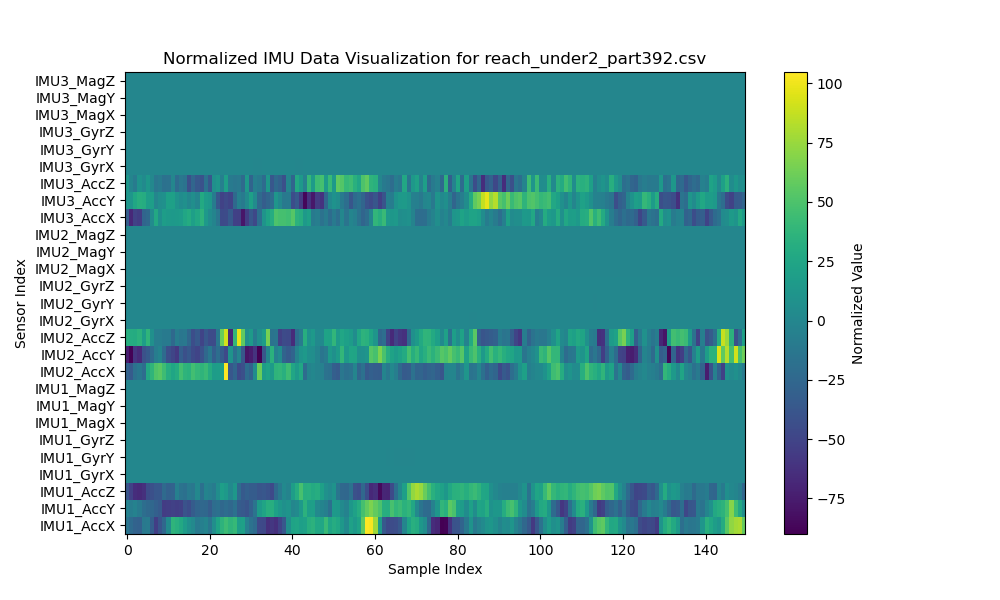 Normalized IMU Data Visualization for reach_under2_part392.csv
IMU3_MagZ
IMU3_MagY
IMU3_MagX
IMU3_GyrZ
IMU3_GyrY
IMU3_GyrX
IMU3_AccZ
IMU3_AccY
IMU3_AccX
IMU2_MagZ
IMU2_MagY
IMU2_MagX
IMU2_GyrZ
IMU2_GyrY
IMU2_GyrX
IMU2_AccZ
IMU2_AccY
IMU2_AccX
IMU1_MagZ
IMU1_MagY
IMU1_MagX
IMU1_GyrZ
IMU1_GyrY
IMU1_GyrX
IMU1_AccZ
IMU1_AccY
IMU1_AccX
Sensor Index
0 20 40 60 80 100 120 140
Sample Index
100
75
50
25
0
−25
−50
−75
Normalized Value